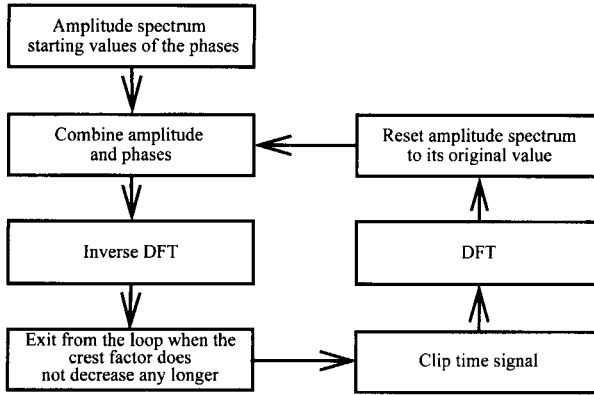 Amplitude spectrum
starting values of the phases
Combine amplitude
and phases
Reset amplitude spectrum
to its original value
Inverse DFT
DFT
Exit from the loop when the
crest factor does
not decrease any longer
Clip time signal